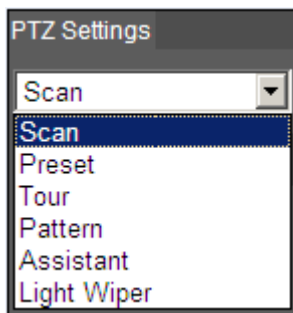 PTZ Settings
Scan
Scan
Preset
Tour
Pattern
Assistant
Light Wiper